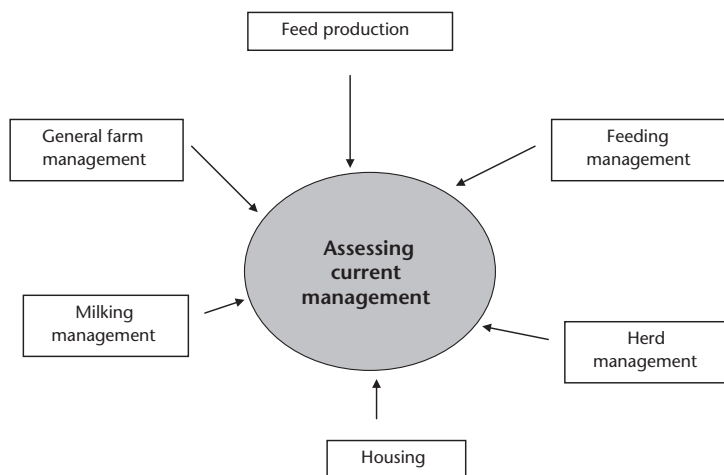 Feed production
General farm
management
Feeding
management
Assessing
current
management
Milking
management
Herd
management
Housing